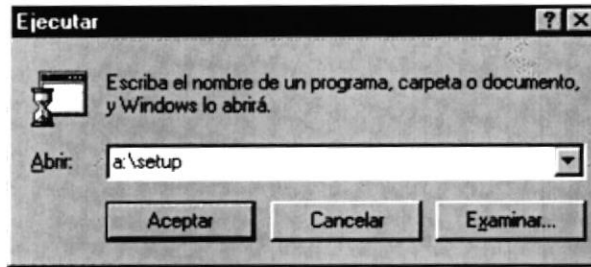 Ejecutar
Escriba el nombre de un programa, carpeta o documento,
y Windows lo abrirá.
Abrir: a:\setup
Aceptar Cancelar Examinar...